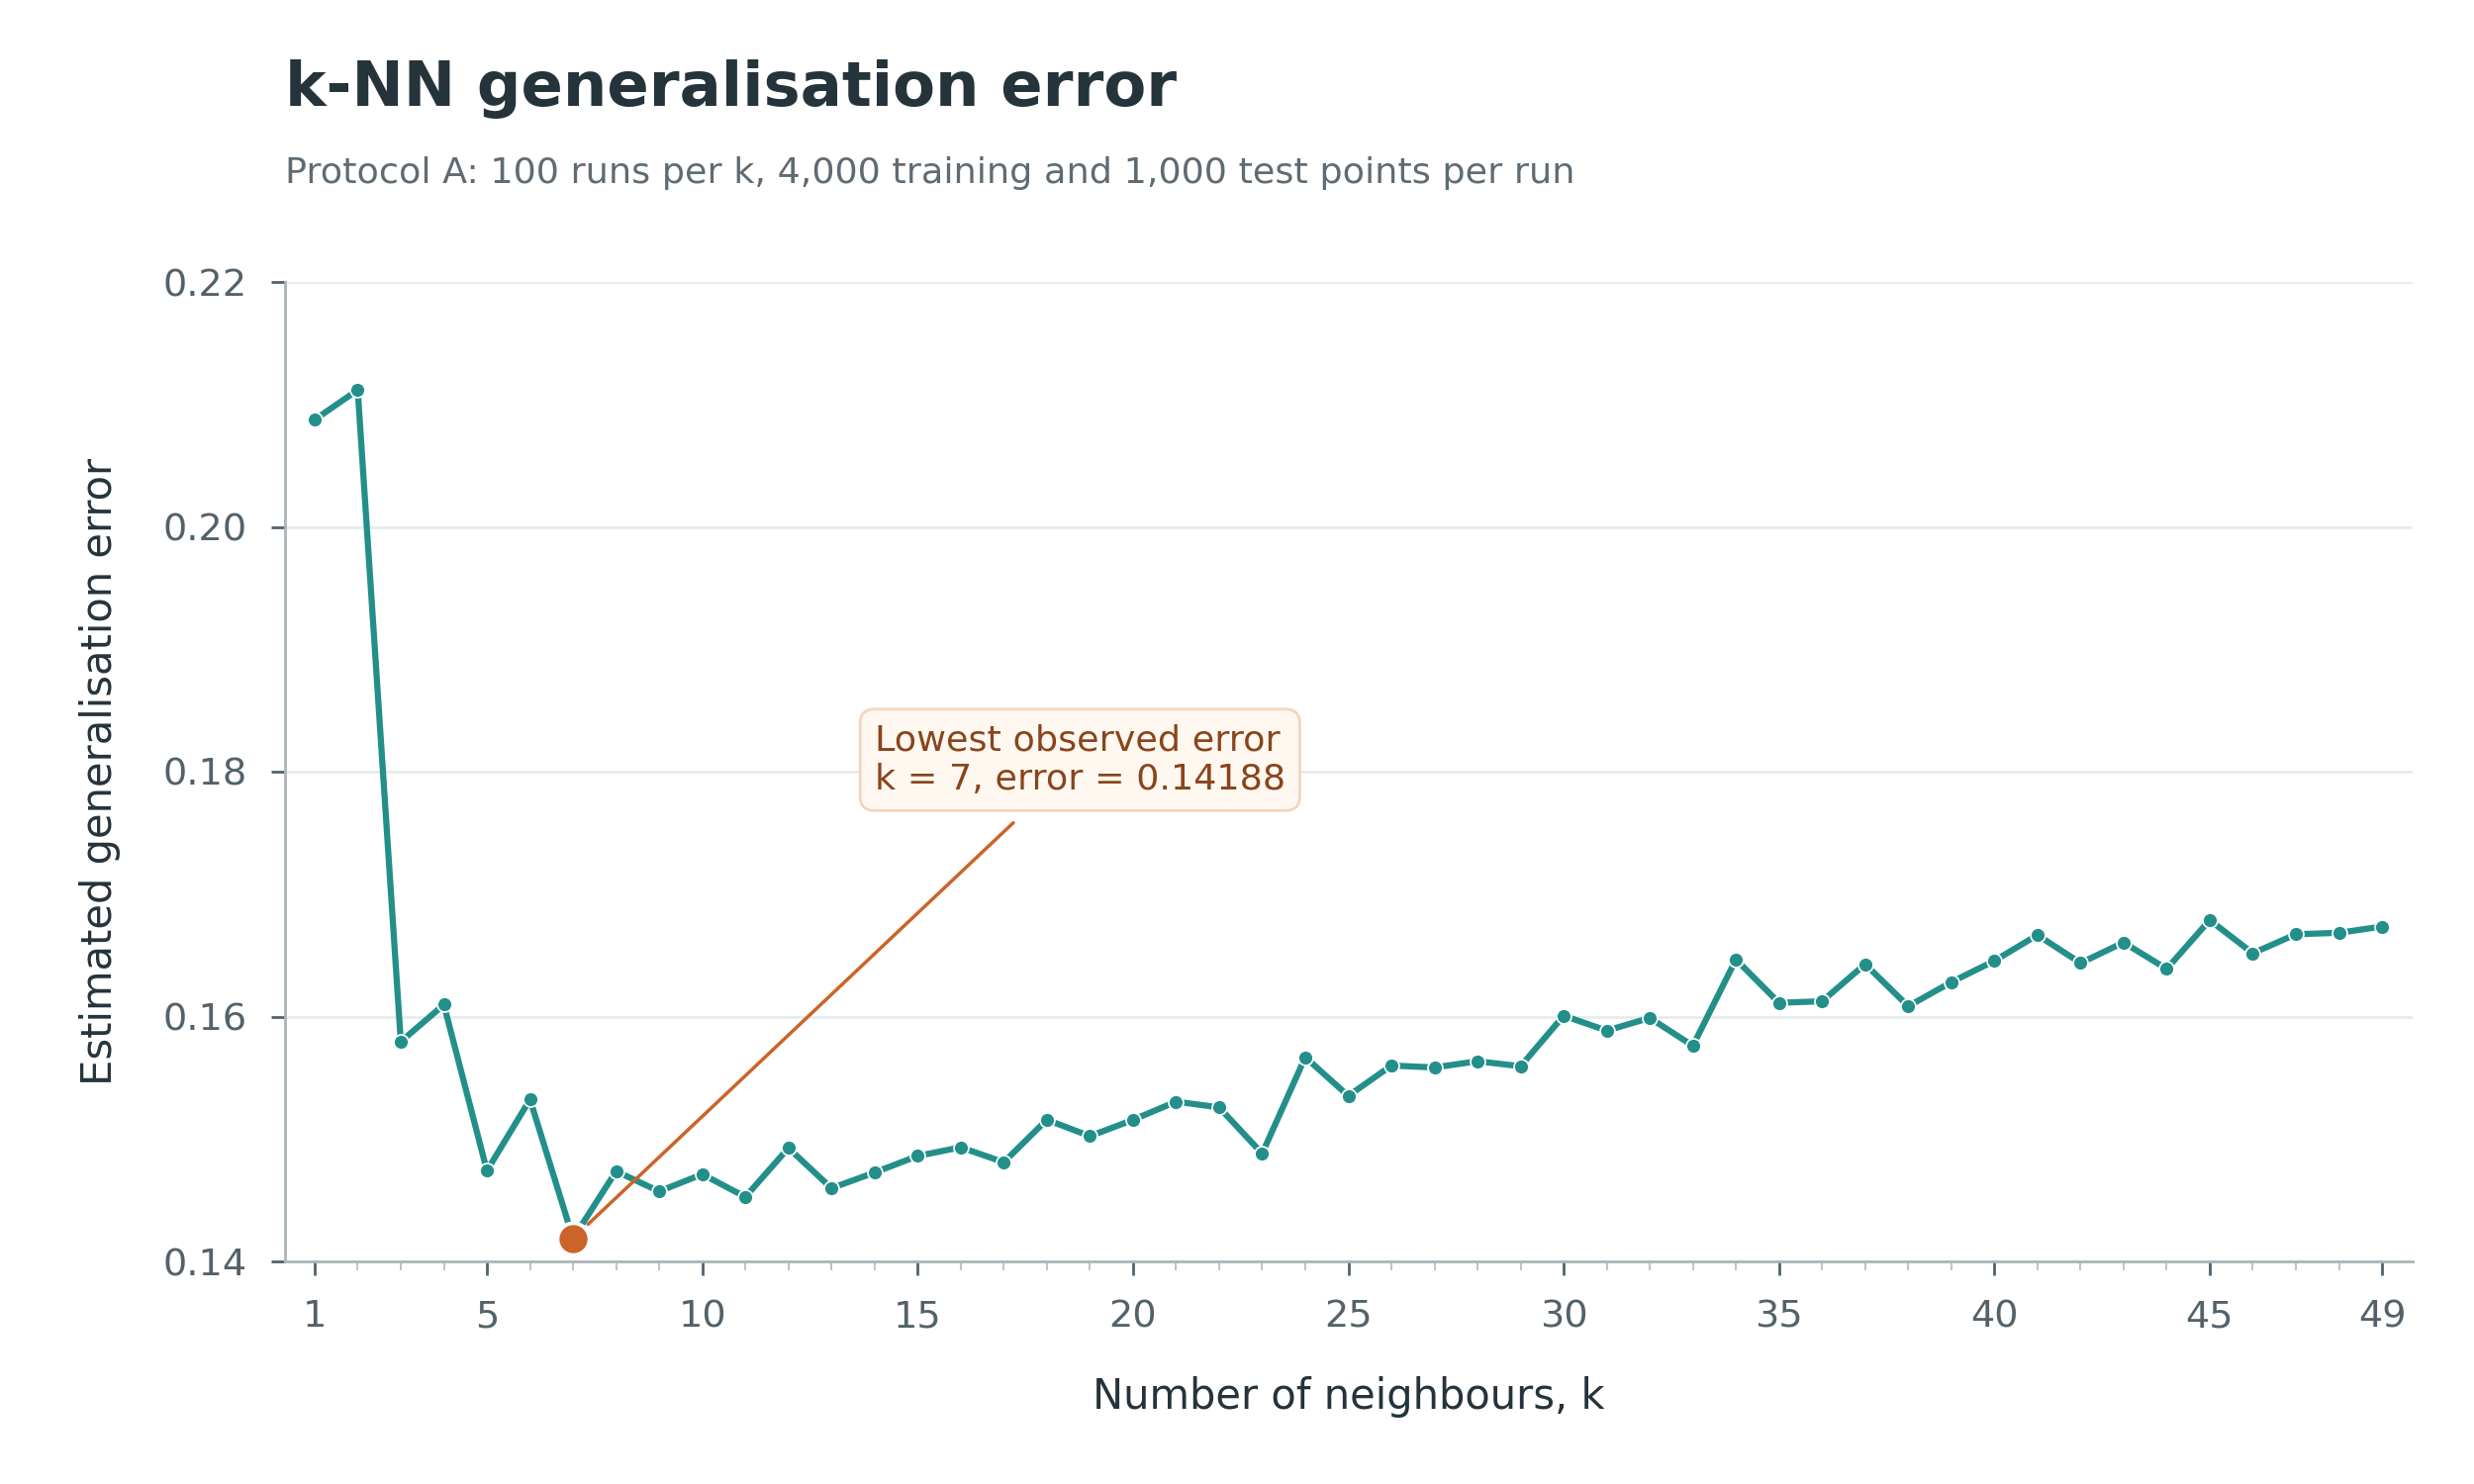 k-NN generalisation error
Protocol A: 100 runs per k, 4,000 training and 1,000 test points per run
Estimated generalisation error
0.22
0.20
0.18
0.16
0.14
Lowest observed error
k = 7, error = 0.14188
1 5 10 15 20 25 30 35 40 45 49
Number of neighbours, k